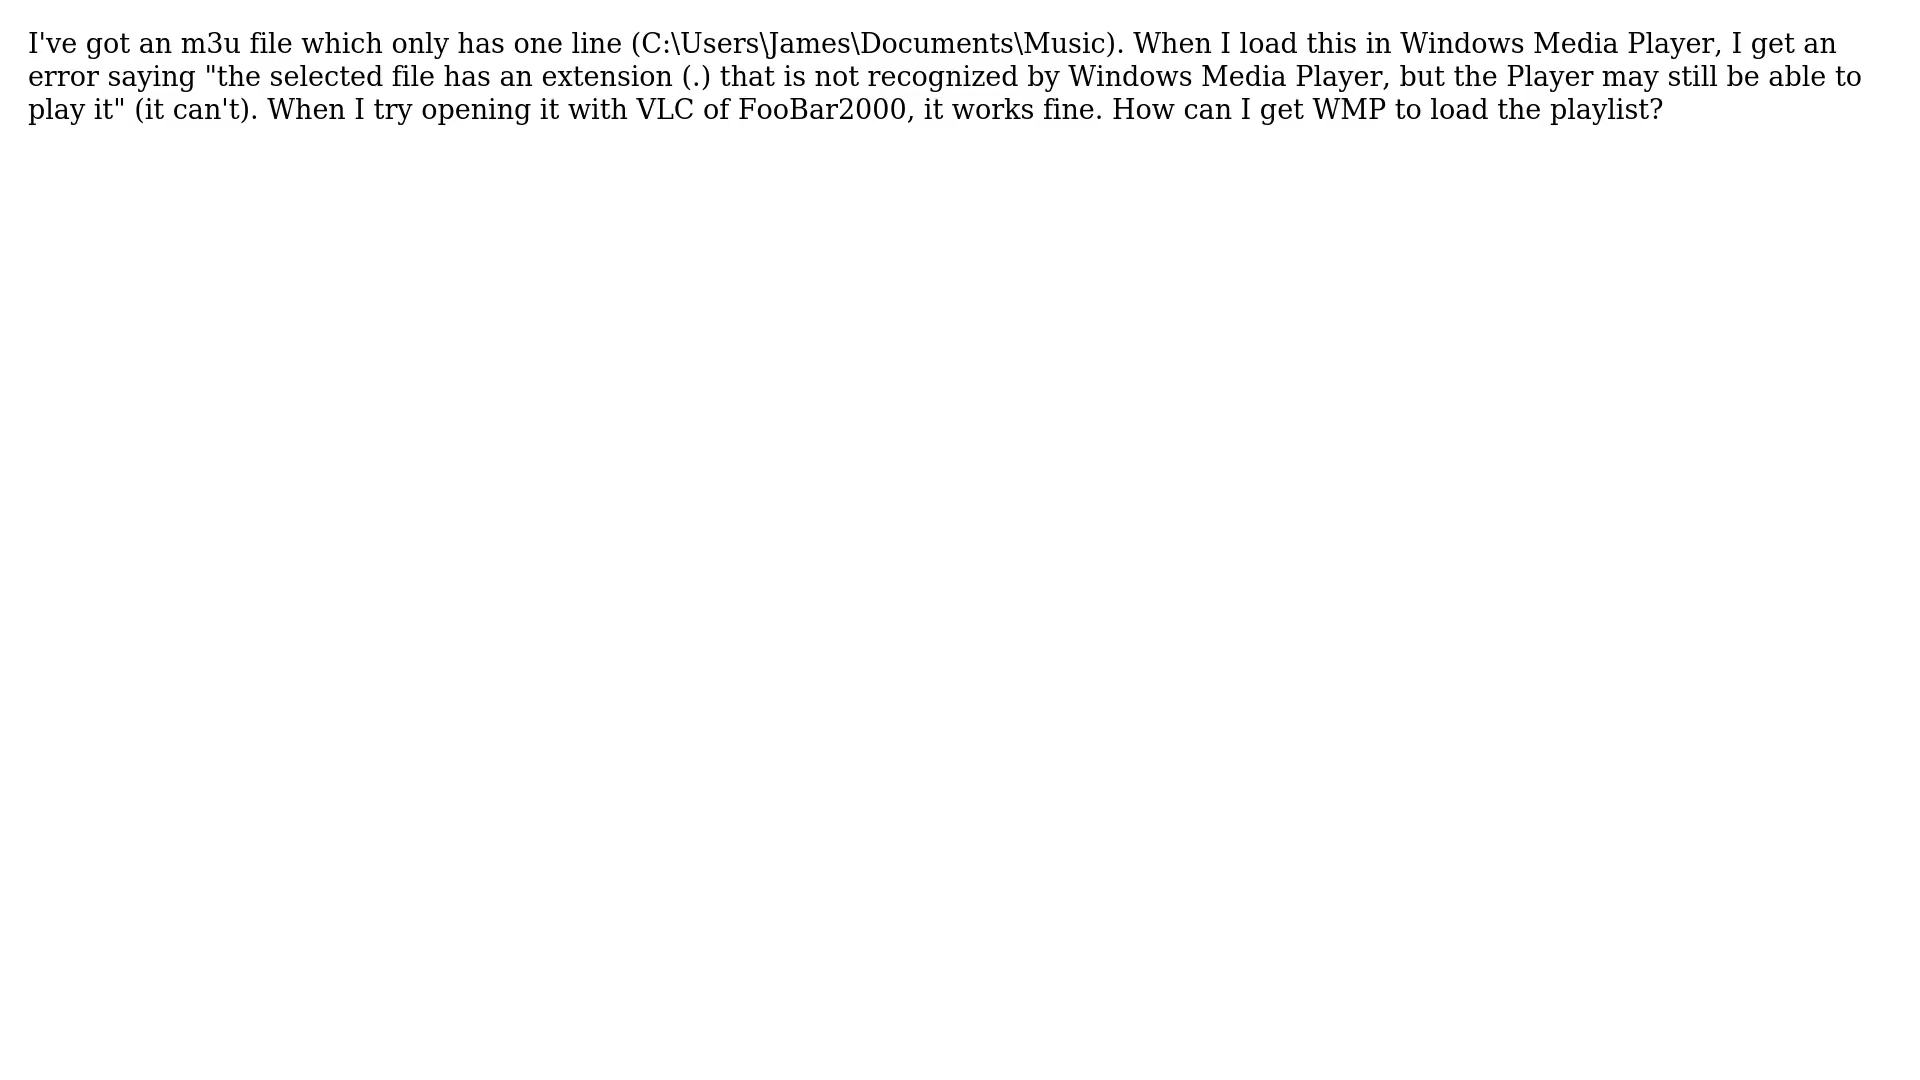 I've got an m3u file which only has one line (C:\Users\James\Documents\Music). When I load this in Windows Media Player, I get an
error saying "the selected file has an extension (.) that is not recognized by Windows Media Player, but the Player may still be able to
play it" (it can't). When I try opening it with VLC of FooBar2000, it works fine. How can I get WMP to load the playlist?